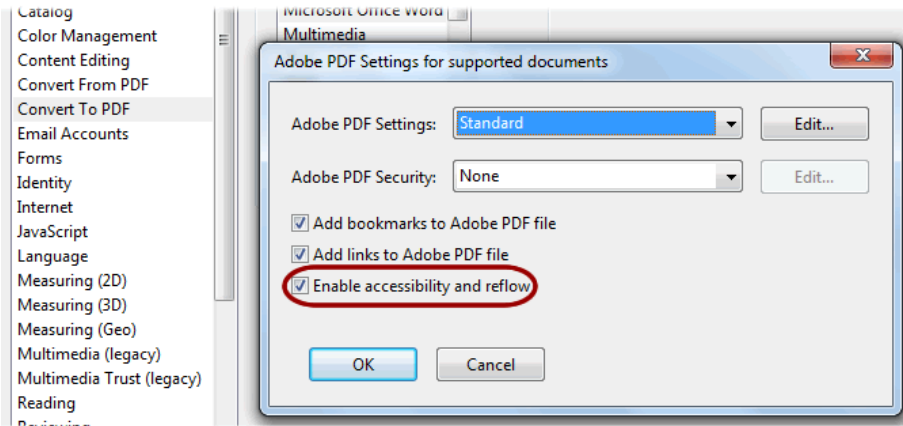 Catalog
Color Management
Content Editing
Convert From PDF
Convert To PDF
Email Accounts
Forms
Identity
Internet
JavaScript
Language
Measuring (2D)
Measuring (3D)
Measuring (Geo)
Multimedia (legacy)
Multimedia Trust (legacy)
Reading
Reviewing
Microsoft Office Word
Multimedia
Adobe PDF Settings for supported documents
Adobe PDF Settings: Standard Edit...
Adobe PDF Security: None Edit...
Add bookmarks to Adobe PDF file
Add links to Adobe PDF file
Enable accessibility and reflow
OK Cancel